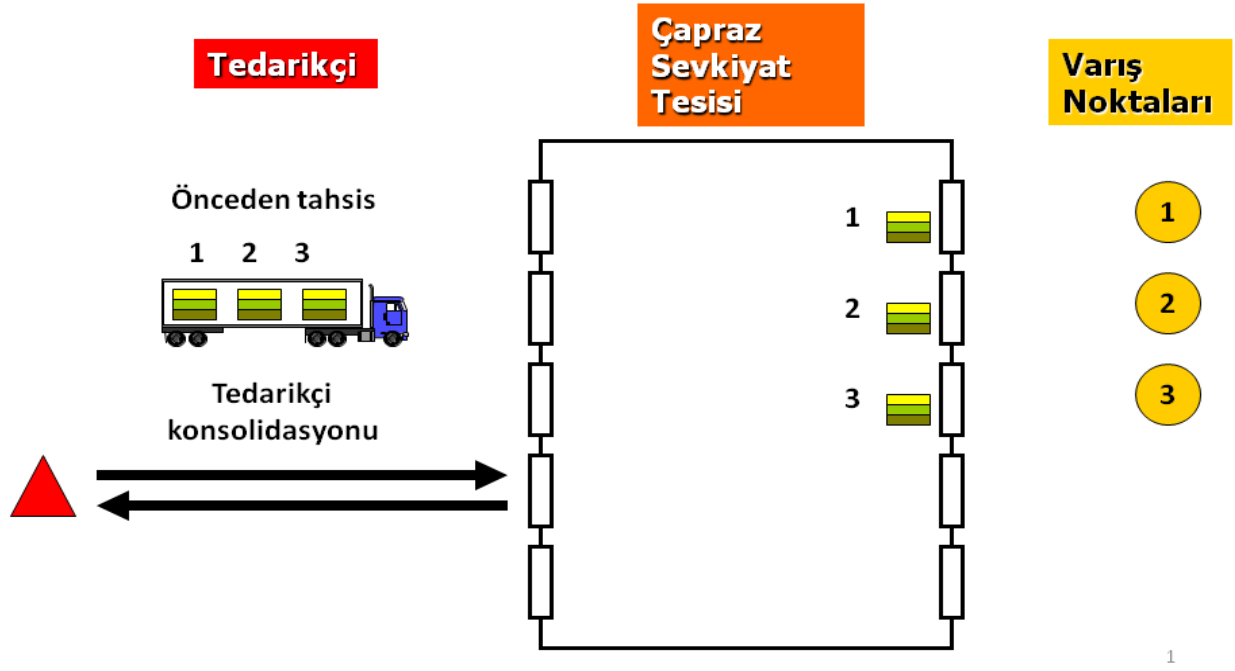 Tedarikçi
Çapraz
Sevkiyat
Tesisi
Varış
Noktaları
Önceden tahsis
1 2 3
Tedarikçi
konsolidasyonu
1
2
3
1
2
3
1